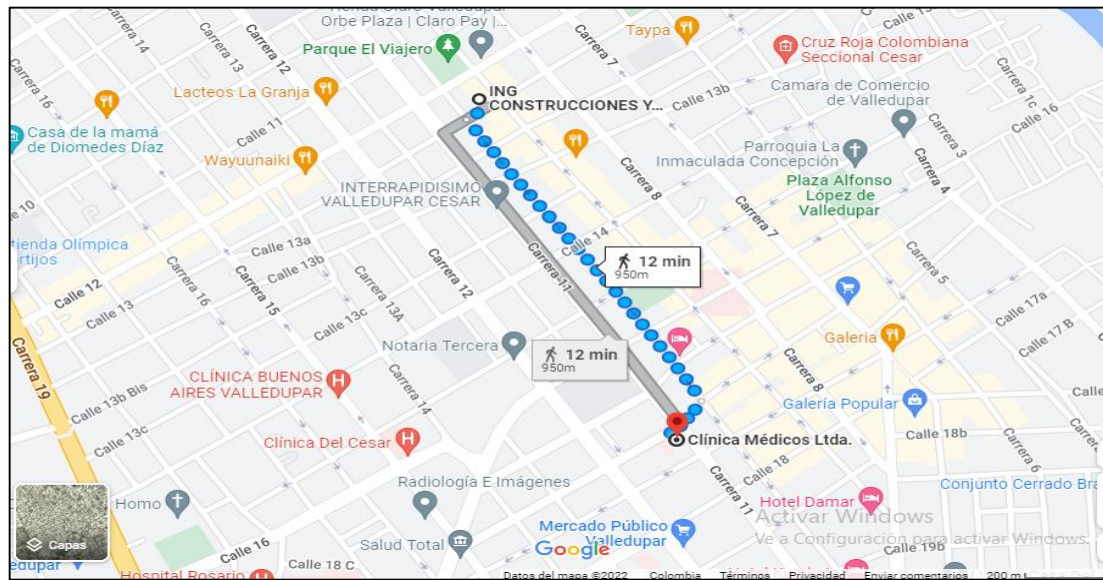 Orbe Plaza | Claro Pay |...
Parque El Viajero
Taypa
Calle 15
Cruz Roja Colombiana
Seccional Cesar
Carrera 14
Carrera 13
Carrera 12
Carrera 16
Carrera 7
ING
CONSTRUCCIONES Y...
Calle 13b
Camara de Comercio
de Valledupar
Lacteos La Granja
Calle 11
Casa de la mamá
de Diomedes Díaz
Wayuunaiki
Parroquia La
Inmaculada Concepción
Calle 16
Carrera 3
Carrera 4
Plaza Alfonso
López de
Valledupar
INTERRAPIDISIMO
VALLEDUPAR CESAR
Carrera 8
Calle 10
Tienda Olímpica
Calle 13a
Calle 13b
Calle 14
Carrera 7
Carrera 5
Calle 12
Carrera 16
Carrera 12
Carrera 11
12 min
950m
Calle 13
Carrera 15
Calle 13c
Carrera 13A
Calle 17a
Calle 17B
Notaria Tercera
12 min
950m
Galeria
Carrera 19
CLÍNICA BUENOS
AIRES VALLEDUPAR
Carrera 14
Carrera 8
Calle 13b Bis
Galería Popular
Calle 13c
Clínica Del Cesar
Clínica Médicos Ltda.
Calle 18b
Calle 18
Carrera 6
Radiología E Imágenes
Carrera 11
Conjunto Cerrado Bra
Homo
Hotel Damar
Activar Windows
Ve a Configuración para activar Windows.
Mercado Público
Valledupar
Capas
Calle 16
Salud Total
Google
Calle 19b
Hospital Rosario
Calle 18 C
Datos del mapa ©2022 Colombia Términos Privacidad Enviar comentarios 200 m